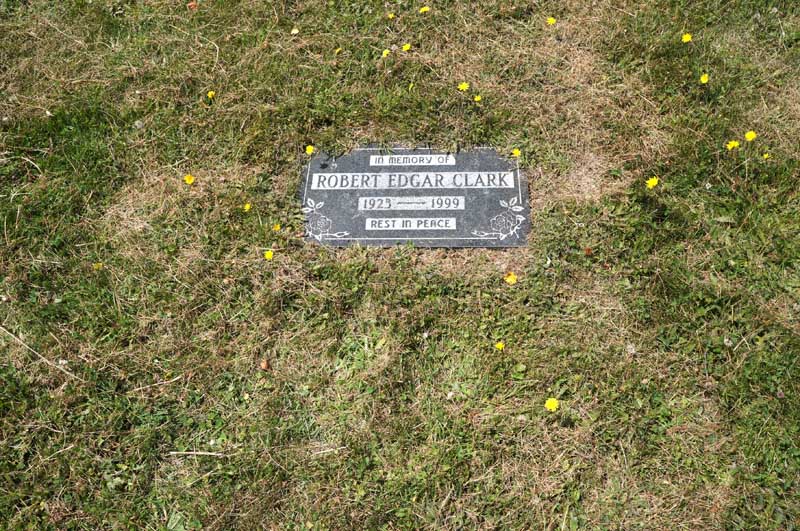 IN MEMORY OF
ROBERT EDGAR CLARK
1923 — 1999
REST IN PEACE